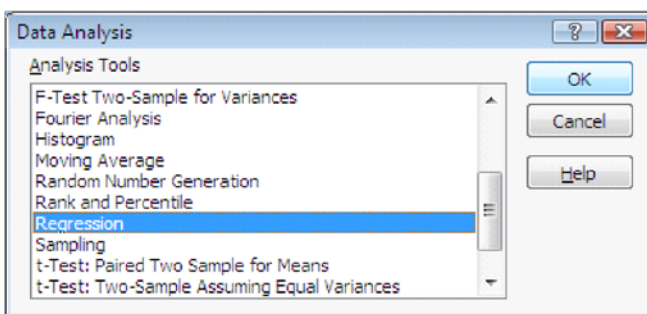 Data Analysis
?
Analysis Tools
F-Test Two-Sample for Variances
Fourier Analysis
Histogram
Moving Average
Random Number Generation
Rank and Percentile
Regression
Sampling
t-Test: Paired Two Sample for Means
t-Test: Two-Sample Assuming Equal Variances
OK
Cancel
Help